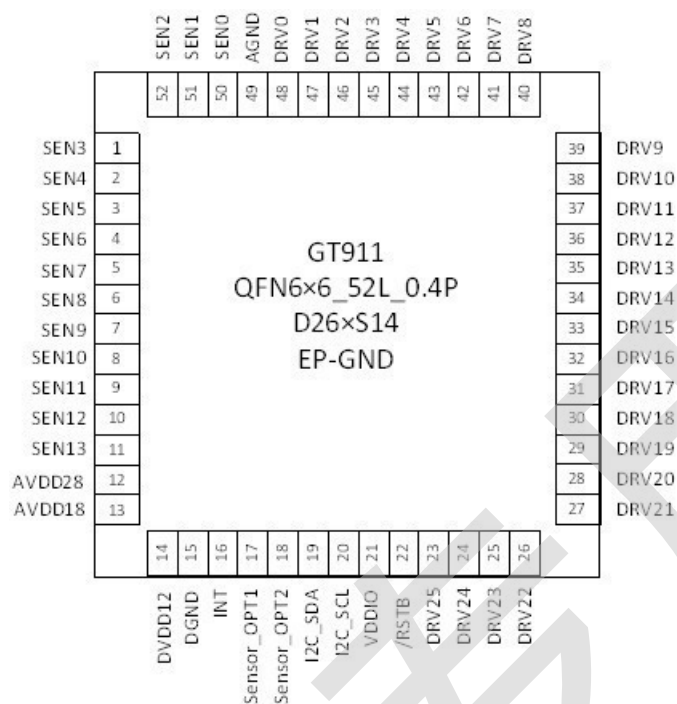 SEN2 SEN1 SEN0 AGND DRV0 DRV1 DRV2 DRV3 DRV4 DRV5 DRV6 DRV7 DRV8
52 51 50 49 48 47 46 45 44 43 42 41 40
SEN3 1 39 DRV9
SEN4 2 38 DRV10
SEN5 3 37 DRV11
SEN6 4 36 DRV12
SEN7 5 35 DRV13
SEN8 6 34 DRV14
SEN9 7 33 DRV15
SEN10 8 32 DRV16
SEN11 9 31 DRV17
SEN12 10 30 DRV18
SEN13 11 29 DRV19
AVDD28 12 28 DRV20
AVDD18 13 27 DRV21
GT911
QFN6×6_52L_0.4P
D26×S14
EP-GND
14 15 16 17 18 19 20 21 22 23 24 25 26
DVDD12 DGND INT Sensor_OPT1 Sensor_OPT2 I2C_SDA I2C_SCL VDDIO /RSTB DRV25 DRV24 DRV23 DRV22